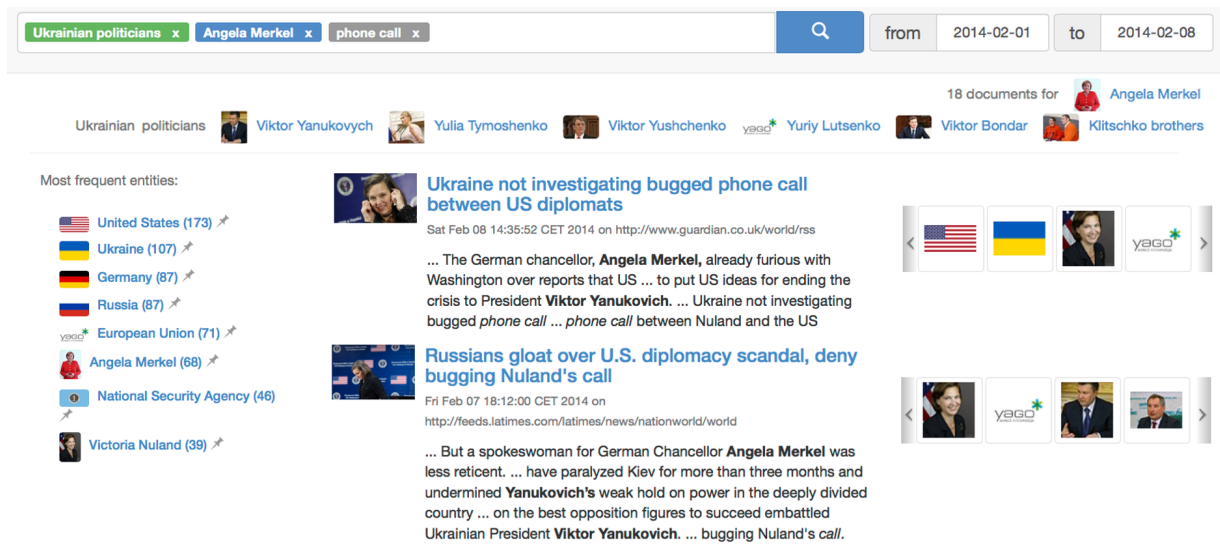 Ukrainian politicians x Angela Merkel x phone call x from 2014-02-01 to 2014-02-08
18 documents for Angela Merkel
Ukrainian politicians Viktor Yanukovych Yulia Tymoshenko Viktor Yushchenko yago Yuriy Lutsenko Viktor Bondar Klitschko brothers
Most frequent entities:
United States (173)
Ukraine (107)
Germany (87)
Russia (87)
yago European Union (71)
Angela Merkel (68)
National Security Agency (46)
Victoria Nuland (39)
Ukraine not investigating bugged phone call
between US diplomats
Sat Feb 08 14:35:52 CET 2014 on http://www.guardian.co.uk/world/rss
... The German chancellor, Angela Merkel, already furious with
Washington over reports that US ... to put US ideas for ending the
crisis to President Viktor Yanukovich. ... Ukraine not investigating
bugged phone call ... phone call between Nuland and the US
yago
Russians gloat over U.S. diplomacy scandal, deny
bugging Nuland's call
Fri Feb 07 18:12:00 CET 2014 on
http://feeds.latimes.com/latimes/news/nationworld/world
... But a spokeswoman for German Chancellor Angela Merkel was
less reticent. ... have paralyzed Kiev for more than three months and
undermined Yanukovich's weak hold on power in the deeply divided
country ... on the best opposition figures to succeed embattled
Ukrainian President Viktor Yanukovich. ... bugging Nuland's call.
yago